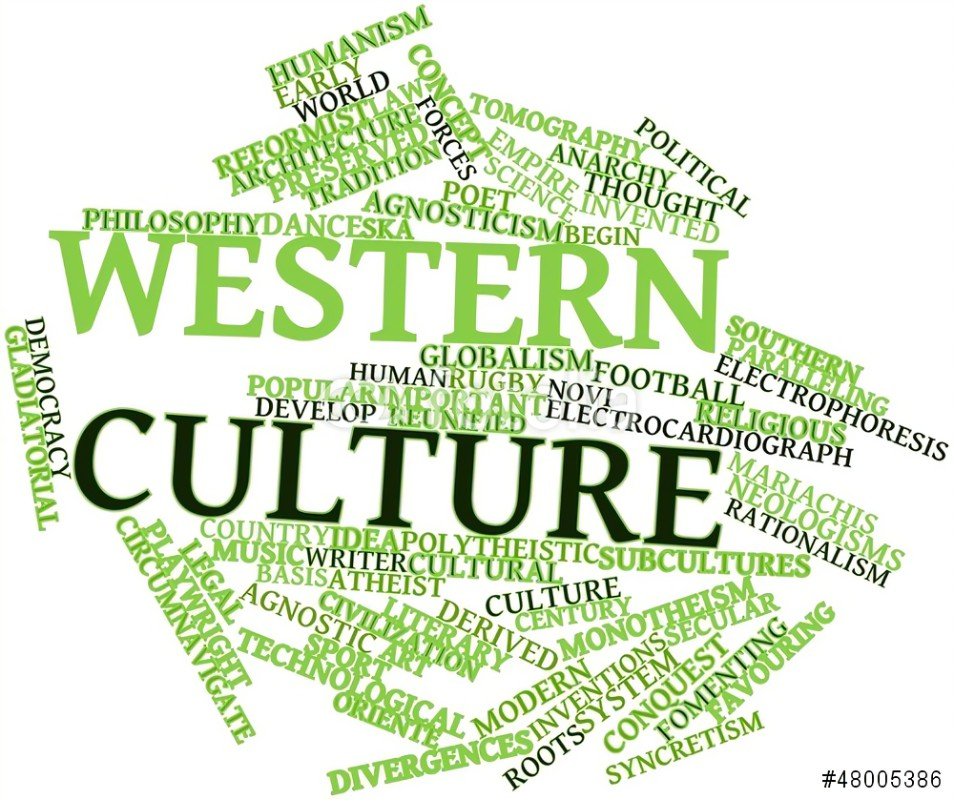 HUMANISM
EARLY
WORLD
CONCEPT
REFORMIST LAW
ARCHITECTURE
PRESERVED
TRADITION
FORCES
TOMOGRAPHY
POLITICAL
EMPIRE
ANARCHY
SCIENCE
THOUGHT
INVENTED
POET
AGNOSTICISM
BEGIN
PHILOSOPHY
DANCE
SKA
WESTERN
DEMOCRACY
GLADIATORIAL
GLOBALISM
FOOTBALL
SOUTHERN
PARALLELING
ELECTROPHORESIS
HUMAN
RUGBY
NOVI
POPULAR
IMPORTANT
DEVELOP
REUNIFIED
ELECTROCARDIOGRAPH
RELIGIOUS
CULTURE
MARIACHIS
NEOLOGISMS
RATIONALISM
COUNTRY
IDEA
POLYTHEISTIC
SUBCULTURES
MUSIC
WRITER
CULTURAL
BASIS
ATHEIST
CULTURE
CENTURY
AGNOSTIC
CIVILIZATION
LITERARY
DERIVED
MONOTHEISM
SECULAR
LEGAL
PLAYWRIGHT
CIRCUMNAVIGATE
TECHNOLOGICAL
SPORT
ART
ORIENTE
MODERN
INVENTIONS
SYSTEM
CONQUEST
FOMENTING
FAVOURING
DIVERGENCES
ROOTS
SYNCRETISM
#48005386